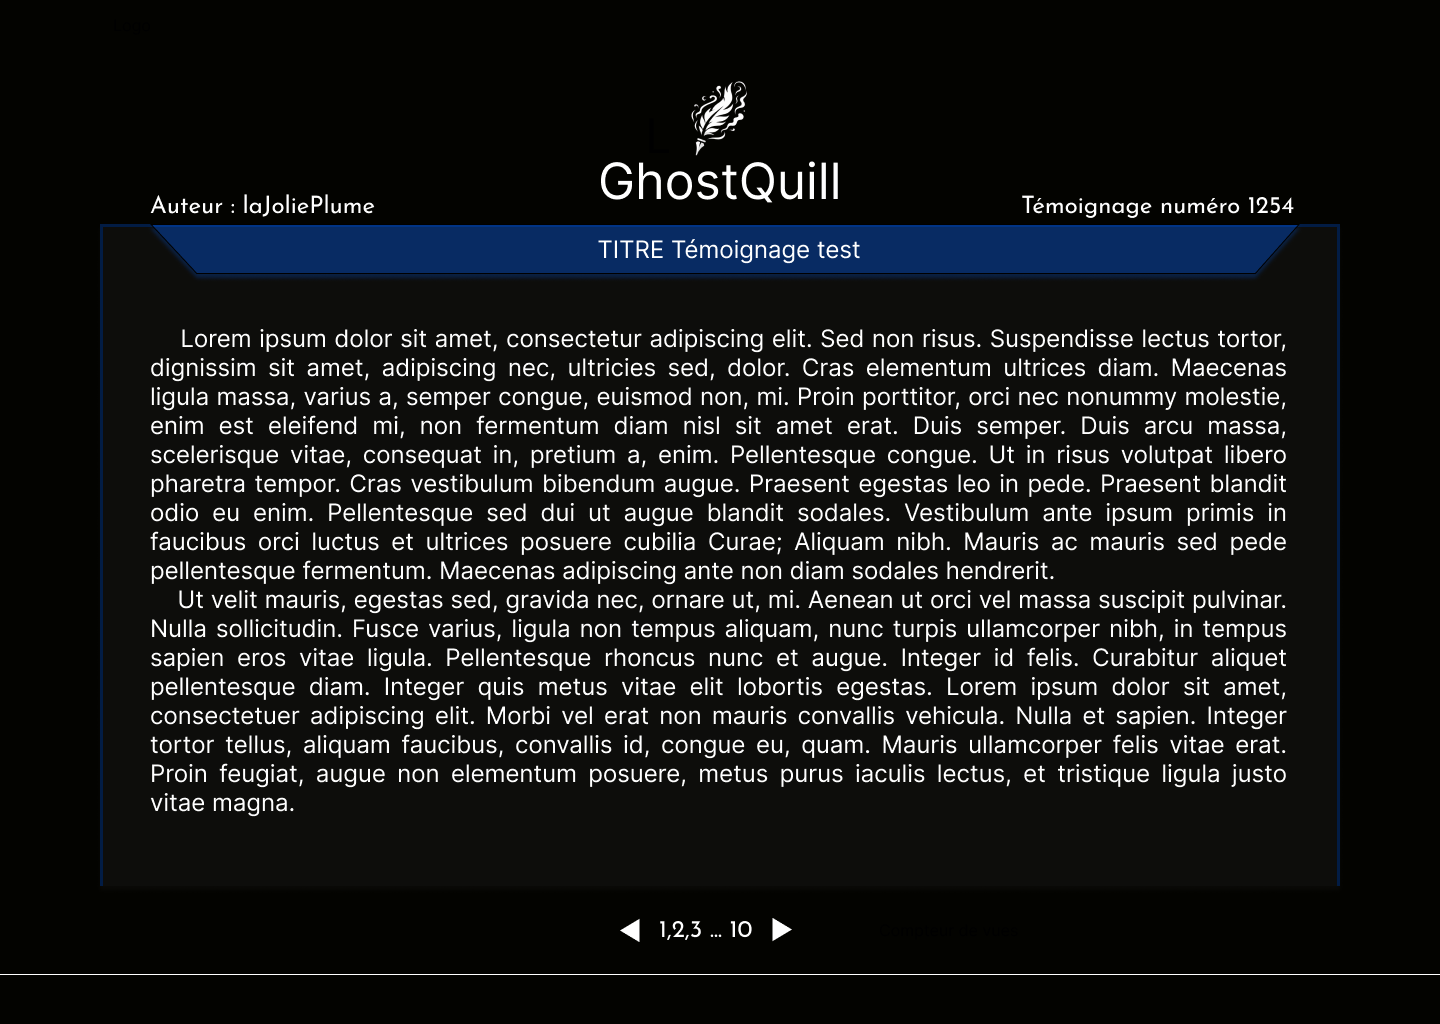 GhostQuill
Auteur : laJoliePlume
Témoignage numéro 1254
TITRE Témoignage test
Lorem ipsum dolor sit amet, consectetur adipiscing elit. Sed non risus. Suspendisse lectus tortor,
dignissim sit amet, adipiscing nec, ultricies sed, dolor. Cras elementum ultrices diam. Maecenas
ligula massa, varius a, semper congue, euismod non, mi. Proin porttitor, orci nec nonummy molestie,
enim est eleifend mi, non fermentum diam nisl sit amet erat. Duis semper. Duis arcu massa,
scelerisque vitae, consequat in, pretium a, enim. Pellentesque congue. Ut in risus volutpat libero
pharetra tempor. Cras vestibulum bibendum augue. Praesent egestas leo in pede. Praesent blandit
odio eu enim. Pellentesque sed dui ut augue blandit sodales. Vestibulum ante ipsum primis in
faucibus orci luctus et ultrices posuere cubilia Curae; Aliquam nibh. Mauris ac mauris sed pede
pellentesque fermentum. Maecenas adipiscing ante non diam sodales hendrerit.
Ut velit mauris, egestas sed, gravida nec, ornare ut, mi. Aenean ut orci vel massa suscipit pulvinar.
Nulla sollicitudin. Fusce varius, ligula non tempus aliquam, nunc turpis ullamcorper nibh, in tempus
sapien eros vitae ligula. Pellentesque rhoncus nunc et augue. Integer id felis. Curabitur aliquet
pellentesque diam. Integer quis metus vitae elit lobortis egestas. Lorem ipsum dolor sit amet,
consectetuer adipiscing elit. Morbi vel erat non mauris convallis vehicula. Nulla et sapien. Integer
tortor tellus, aliquam faucibus, convallis id, congue eu, quam. Mauris ullamcorper felis vitae erat.
Proin feugiat, augue non elementum posuere, metus purus iaculis lectus, et tristique ligula justo
vitae magna.
1,2,3 ... 10